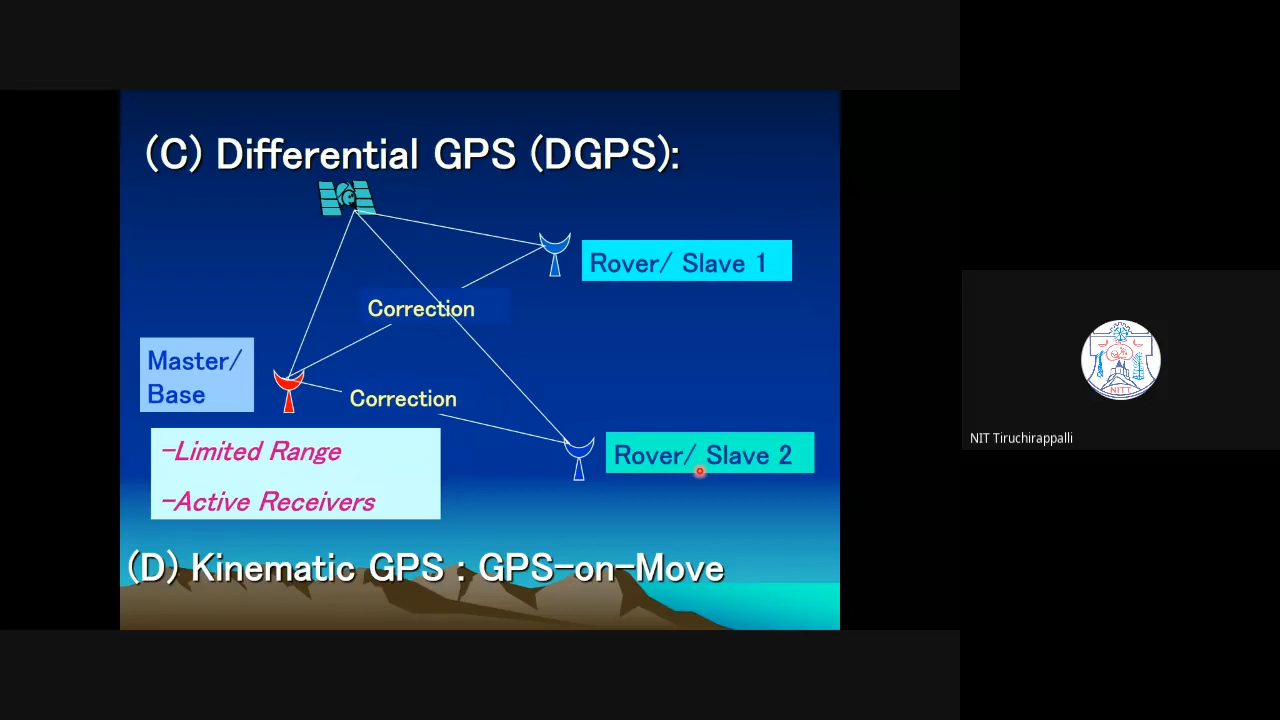 (C) Differential GPS (DGPS):
Rover/ Slave 1
Correction
Master/
Base
Correction
Rover/ Slave 2
-Limited Range
-Active Receivers
(D) Kinematic GPS : GPS-on-Move
NITT
NIT Tiruchirappalli